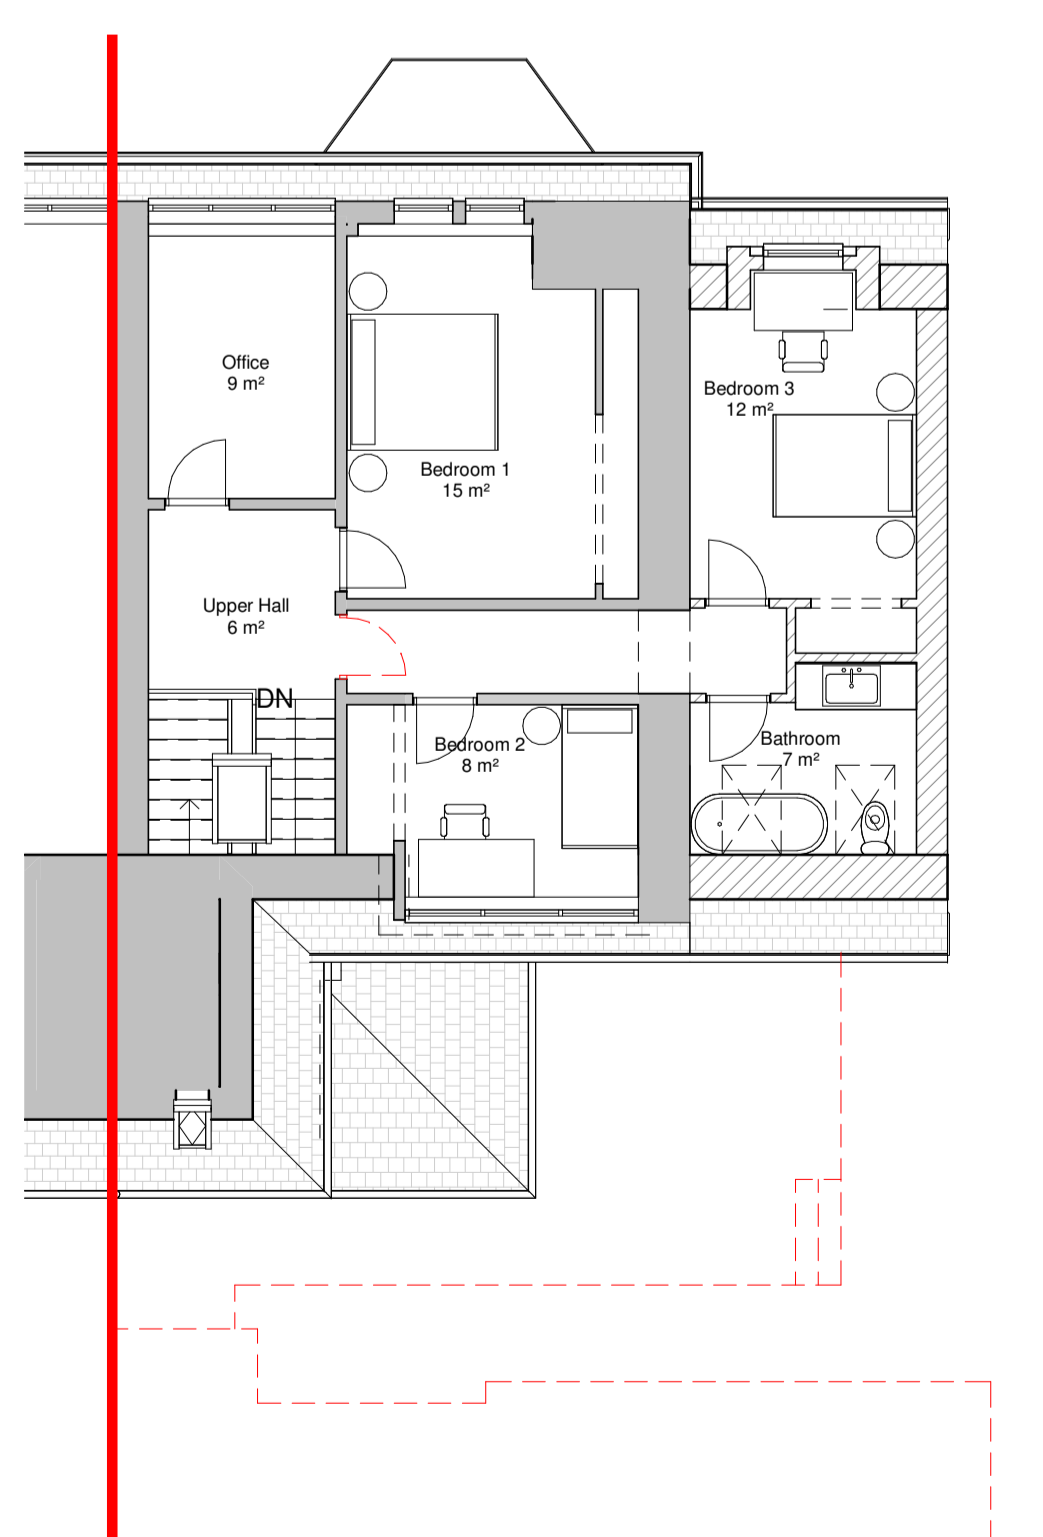 Office
9 m²
Bedroom 3
12 m²
Bedroom 1
15 m²
Upper Hall
6 m²
DN
Bedroom 2
8 m²
Bathroom
7 m²